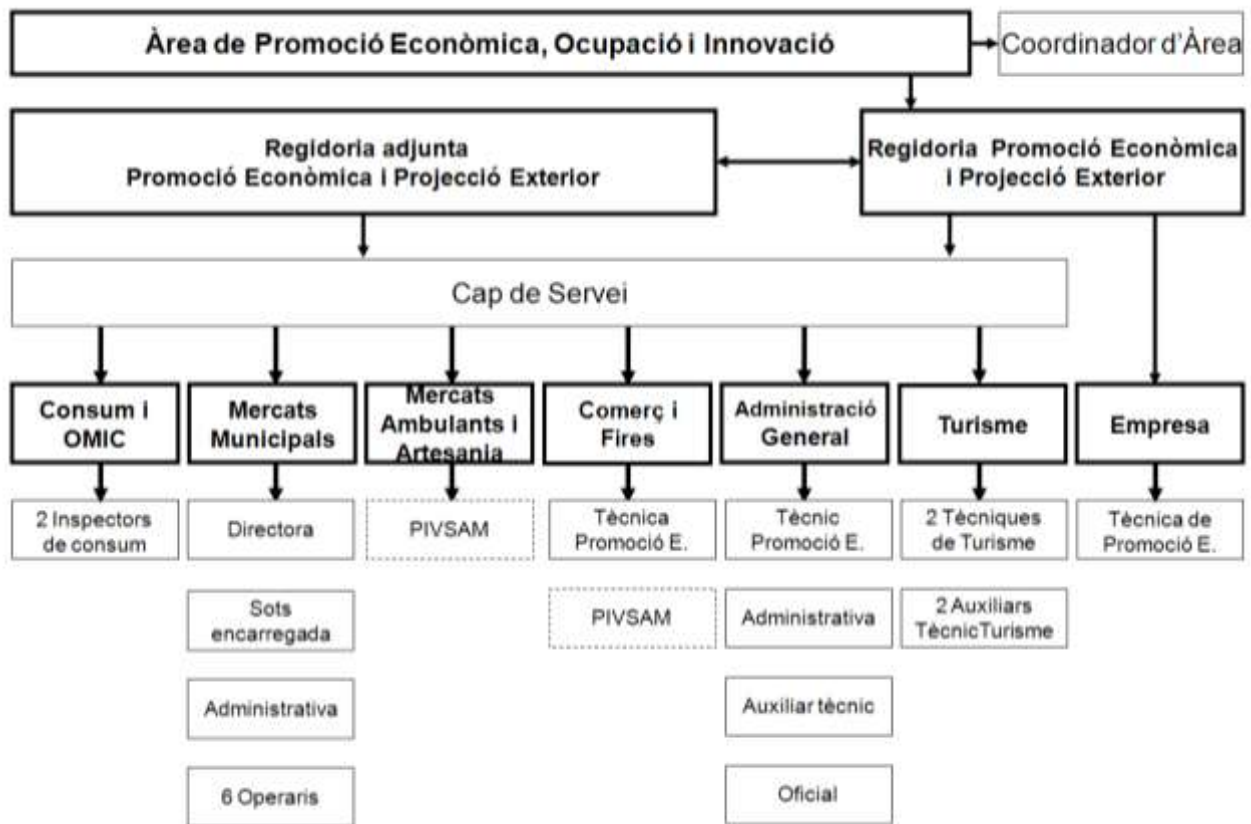 Àrea de Promoció Econòmica, Ocupació i Innovació
Coordinador d'Àrea
Regidoria adjunta
Promoció Econòmica i Projecció Exterior
Regidoria Promoció Econòmica
i Projecció Exterior
Cap de Servei
Consum i
OMIC
Mercats
Municipals
Mercats
Ambulants i
Artesania
Comerç i
Fires
Administració
General
Turisme
Empresa
2 Inspectors
de consum
Directora
PIVSAM
Tècnica
Promoció E.
Tècnic
Promoció E.
2 Tècniques
de Turisme
Tècnica de
Promoció E.
Sots
encarregada
PIVSAM
Administrativa
2 Auxiliars
TècnicTurisme
Administrativa
Auxiliar tècnic
6 Operaris
Oficial